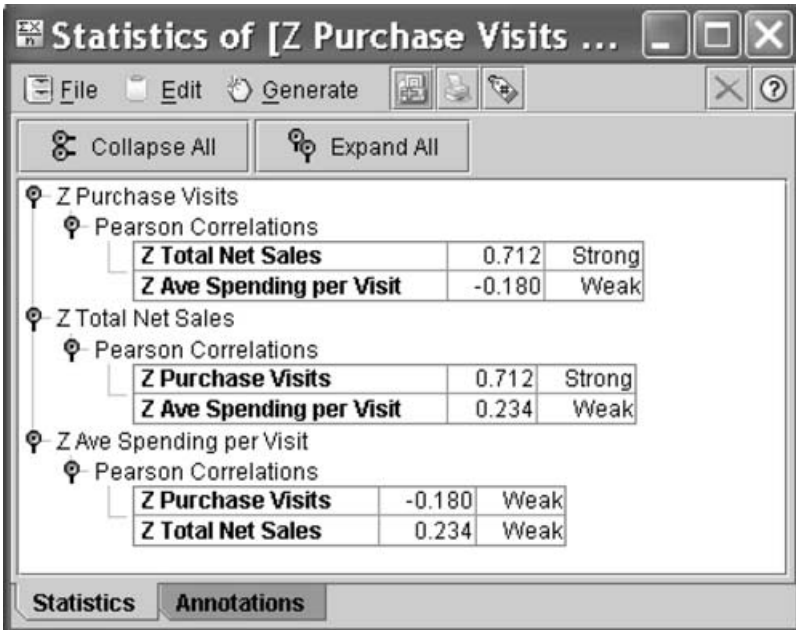 Statistics of [Z Purchase Visits ...
File Edit Generate
Collapse All Expand All
Z Purchase Visits
Pearson Correlations
Z Total Net Sales 0.712 Strong
Z Ave Spending per Visit -0.180 Weak
Z Total Net Sales
Pearson Correlations
Z Purchase Visits 0.712 Strong
Z Ave Spending per Visit 0.234 Weak
Z Ave Spending per Visit
Pearson Correlations
Z Purchase Visits -0.180 Weak
Z Total Net Sales 0.234 Weak
Statistics Annotations